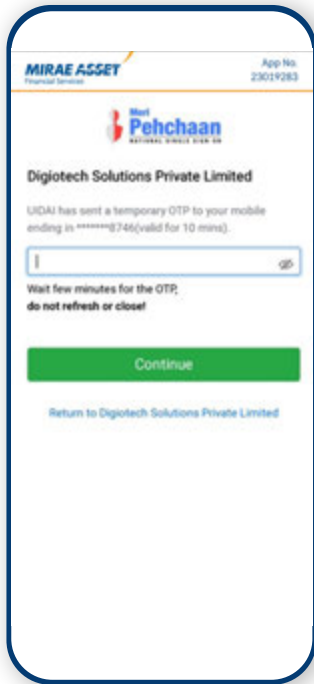 MIRAE ASSET
Financial Services
App No.
23019283
Meri
Pehchaan
NATIONAL SINGLE SIGN ON
Digiotech Solutions Private Limited
UIDAI has sent a temporary OTP to your mobile
ending in *******8746(valid for 10 mins).
Wait few minutes for the OTP,
do not refresh or close!
Continue
Return to Digiotech Solutions Private Limited